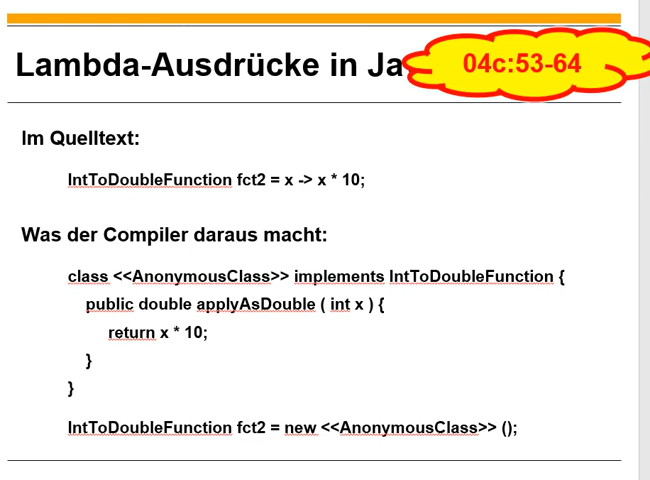 Lambda-Ausdrücke in Ja
04c:53-64
Im Quelltext:
IntToDoubleFunction fct2 = x -> x * 10;
Was der Compiler daraus macht:
class <<AnonymousClass>> implements IntToDoubleFunction {
public double applyAsDouble ( int x ) {
return x * 10;
}
}
IntToDoubleFunction fct2 = new <<AnonymousClass>> ();